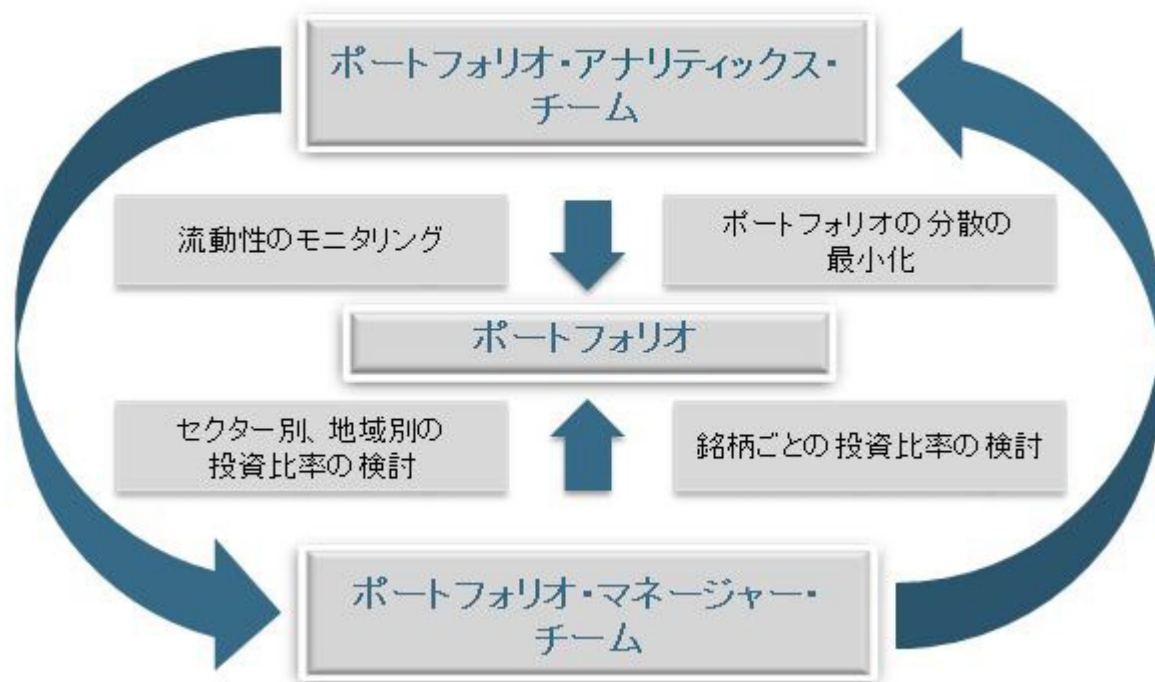 ポートフォリオ・アナリティックス・
チーム
流動性のモニタリング
ポートフォリオの分散の
最小化
ポートフォリオ
セクター別、地域別の
投資比率の検討
銘柄ごとの投資比率の検討
ポートフォリオ・マネージャー・
チーム